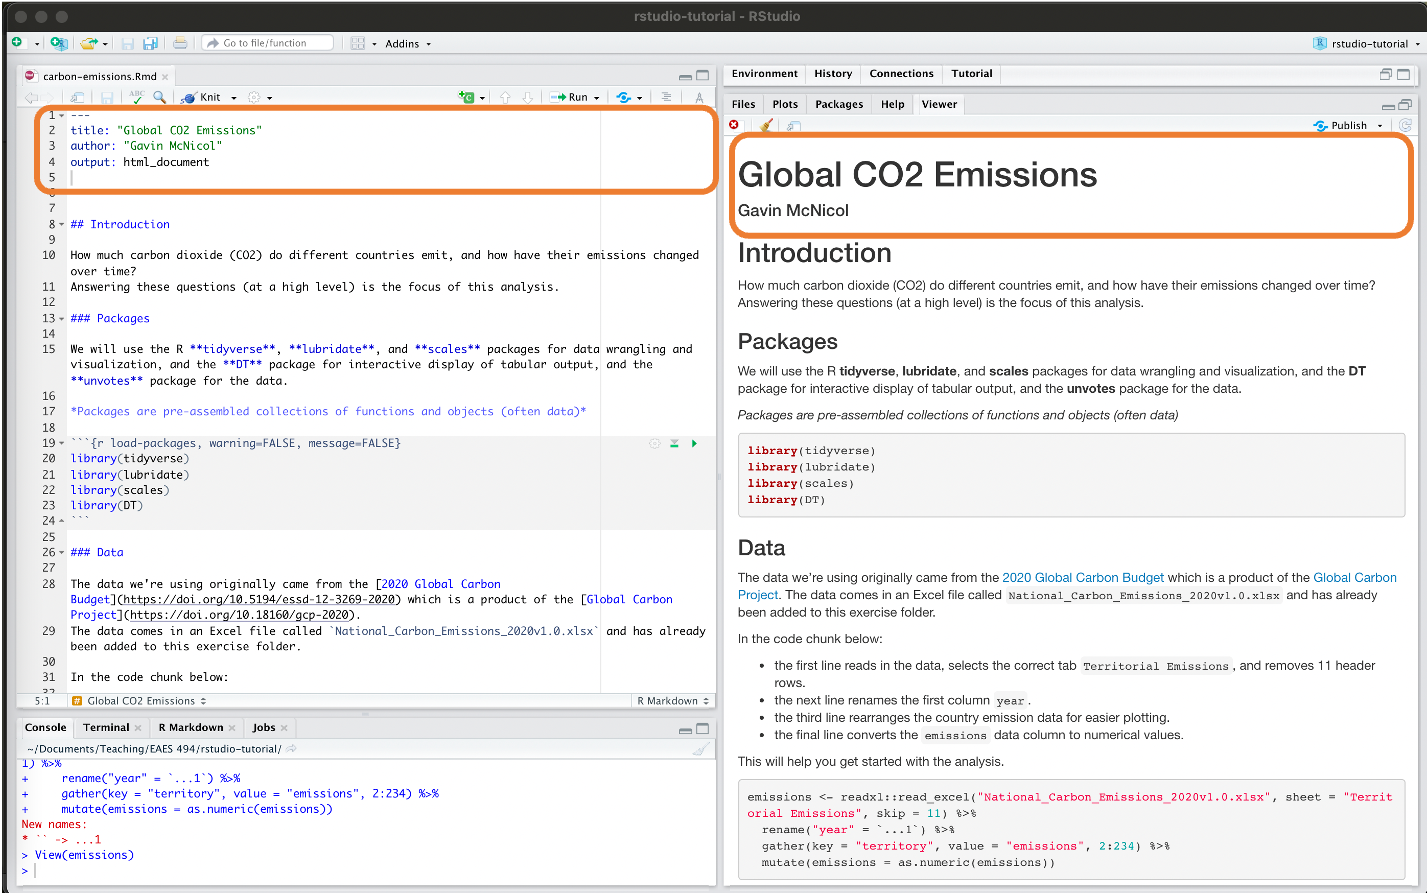 rstudio-tutorial - RStudio
Go to file/function
Addins
rstudio-tutorial
carbon-emissions.Rmd
ABC
Knit
Run
1 ---
2 title: "Global CO2 Emissions"
3 author: "Gavin McNicol"
4 output: html_document
5
6
7
8 ## Introduction
9
10 How much carbon dioxide (CO2) do different countries emit, and how have their emissions changed
over time?
11 Answering these questions (at a high level) is the focus of this analysis.
12
13 ### Packages
14
15 We will use the R **tidyverse**, **lubridate**, and **scales** packages for data wrangling and
visualization, and the **DT** package for interactive display of tabular output, and the
**unvotes** package for the data.
16
17 *Packages are pre-assembled collections of functions and objects (often data)*
18
19 ```{r load-packages, warning=FALSE, message=FALSE}
20 library(tidyverse)
21 library(lubridate)
22 library(scales)
23 library(DT)
24 ```
25
26 ### Data
27
28 The data we're using originally came from the [2020 Global Carbon
Budget](https://doi.org/10.5194/essd-12-3269-2020) which is a product of the [Global Carbon
Project](https://doi.org/10.18160/gcp-2020).
29 The data comes in an Excel file called `National_Carbon_Emissions_2020v1.0.xlsx` and has already
been added to this exercise folder.
30
31 In the code chunk below:
32
5:1 # Global CO2 Emissions
R Markdown
Console Terminal R Markdown Jobs
~/Documents/Teaching/EAES 494/rstudio-tutorial/
1) %>%
+ rename("year" = `...1`) %>%
+ gather(key = "territory", value = "emissions", 2:234) %>%
+ mutate(emissions = as.numeric(emissions))
New names:
* `` -> ...1
> View(emissions)
>
Environment History Connections Tutorial
Files Plots Packages Help Viewer
Publish
Global CO2 Emissions
Gavin McNicol
Introduction
How much carbon dioxide (CO2) do different countries emit, and how have their emissions changed over time?
Answering these questions (at a high level) is the focus of this analysis.
Packages
We will use the R tidyverse, lubridate, and scales packages for data wrangling and visualization, and the DT
package for interactive display of tabular output, and the unvotes package for the data.
Packages are pre-assembled collections of functions and objects (often data)
library(tidyverse)
library(lubridate)
library(scales)
library(DT)
Data
The data we're using originally came from the 2020 Global Carbon Budget which is a product of the Global Carbon
Project. The data comes in an Excel file called National_Carbon_Emissions_2020v1.0.xlsx and has already
been added to this exercise folder.
In the code chunk below:
• the first line reads in the data, selects the correct tab Territorial Emissions, and removes 11 header
rows.
• the next line renames the first column year.
• the third line rearranges the country emission data for easier plotting.
• the final line converts the emissions data column to numerical values.
This will help you get started with the analysis.
emissions <- readxl::read_excel("National_Carbon_Emissions_2020v1.0.xlsx", sheet = "Territ
orial Emissions", skip = 11) %>%
rename("year" = `...1`) %>%
gather(key = "territory", value = "emissions", 2:234) %>%
mutate(emissions = as.numeric(emissions))